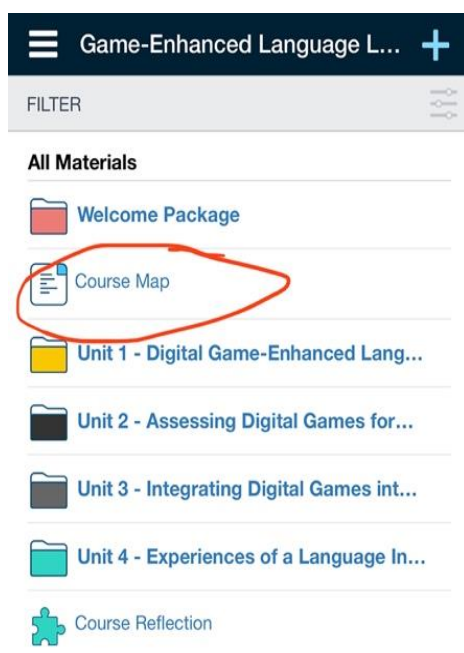 Game-Enhanced Language L...
FILTER
All Materials
Welcome Package
Course Map
Unit 1 - Digital Game-Enhanced Lang...
Unit 2 - Assessing Digital Games for...
Unit 3 - Integrating Digital Games int...
Unit 4 - Experiences of a Language In...
Course Reflection